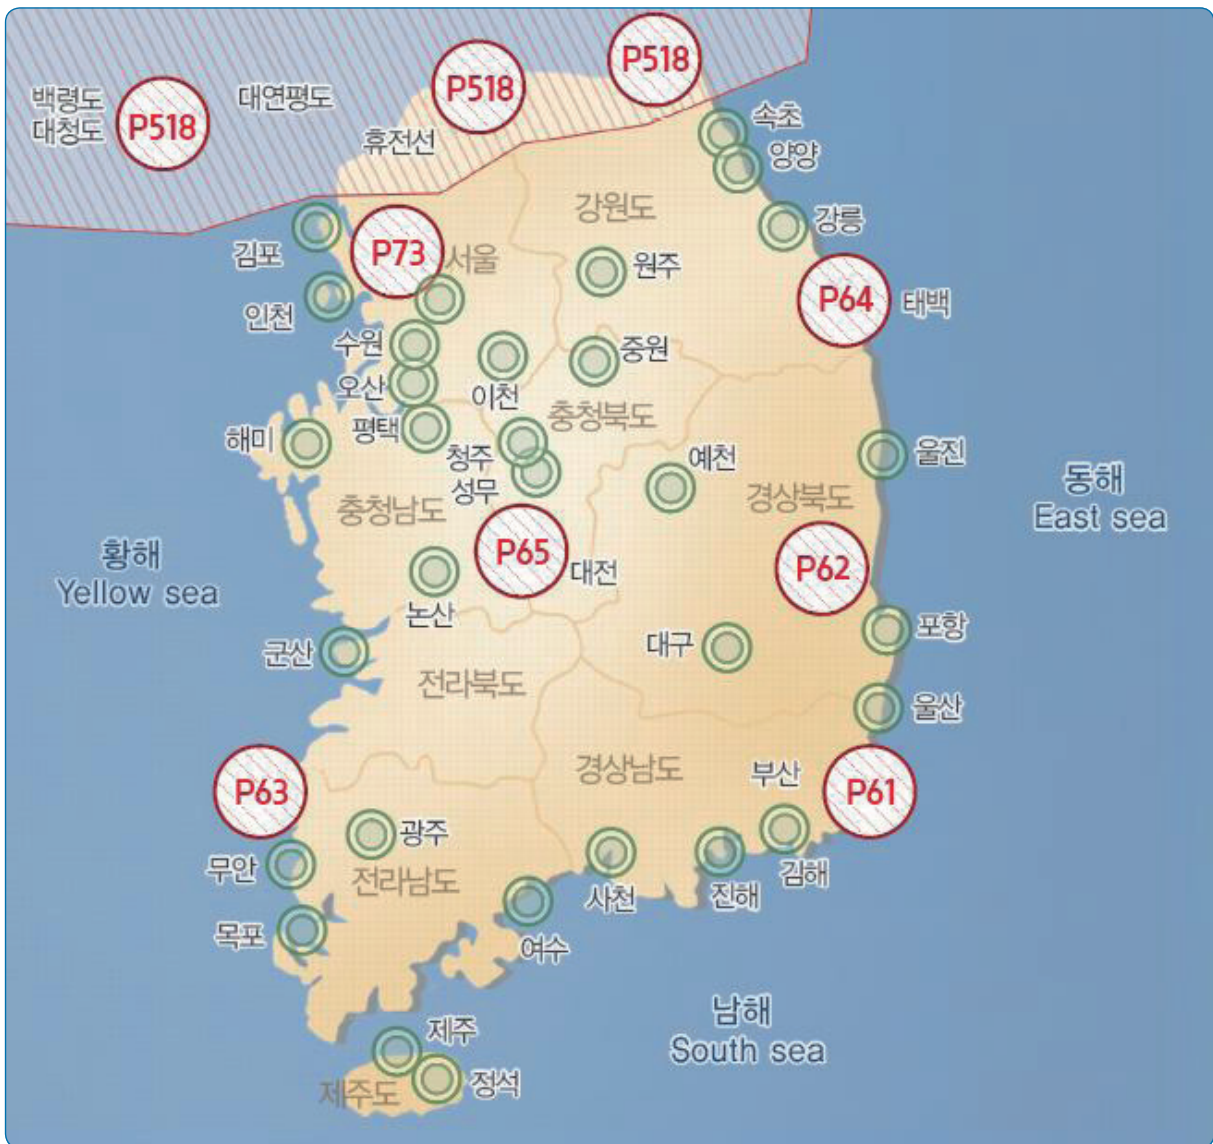 P518
P518
백령도
대청도
P518
대연평도
휴전선
속초
양양
강원도
강릉
김포
P73
서울
원주
P64
태백
인천
수원
중원
오산
이천
충청북도
평택
해미
청주
성무
예천
울진
경상북도
충청남도
동해
East sea
황해
Yellow sea
P65
대전
P62
논산
군산
대구
포항
전라북도
울산
경상남도
부산
P63
P61
광주
무안
전라남도
사천
진해
김해
목포
여수
남해
South sea
제주
제주도
정석